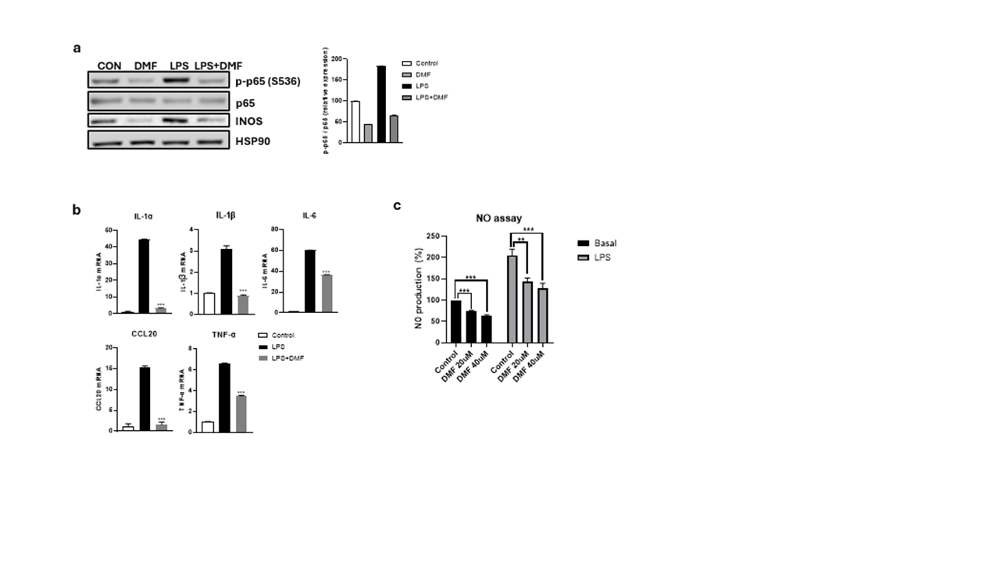 a
CON DMF LPS LPS+DMF
p-p65 (S536)
p65
INOS
HSP90
p-p65 / p65 (relative expression)
200
150
100
50
0
Control
DMF
LPS
LPS+DMF
b
IL-1α
IL-1α mRNA
50
40
30
20
10
0
***
IL-1β
IL-1β mRNA
4
3
2
1
0
***
IL-6
IL-6 mRNA
80
60
40
20
0
***
CCL20
CCL20 mRNA
20
15
10
5
0
***
TNF-α
TNF-α mRNA
8
6
4
2
0
***
Control
LPS
LPS+DMF
c
NO assay
NO production (%)
250
200
150
100
50
0
***
***
***
**
Control
DMF 20uM
DMF 40uM
Control
DMF 20uM
DMF 40uM
Basal
LPS